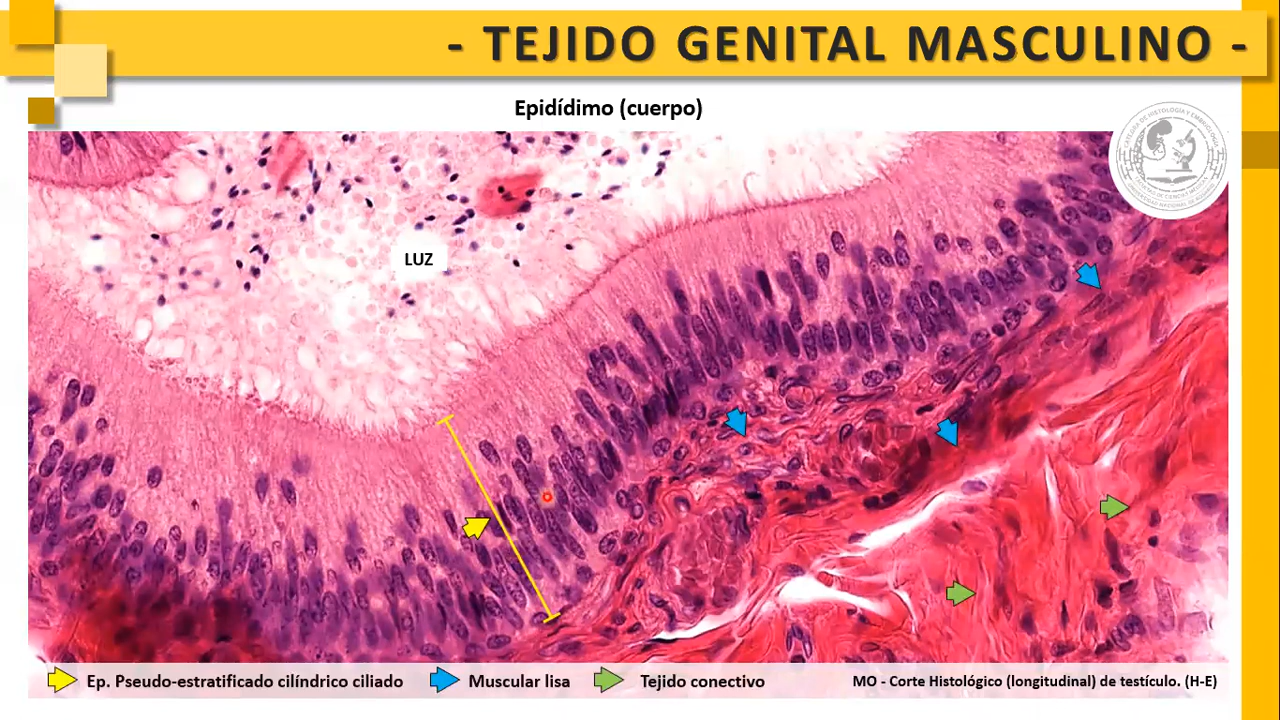 - TEJIDO GENITAL MASCULINO -
Epidídimo (cuerpo)
LUZ
Ep. Pseudo-estratificado cilíndrico ciliado
Muscular lisa
Tejido conectivo
MO - Corte Histológico (longitudinal) de testículo. (H-E)